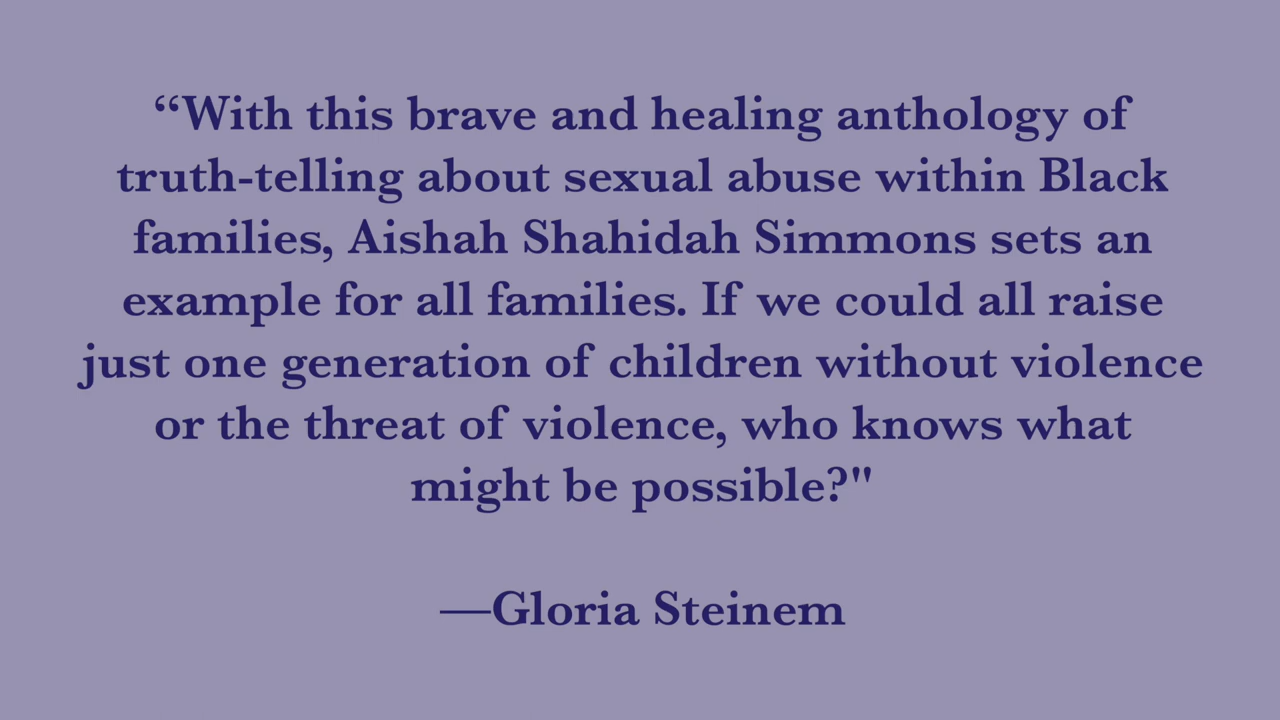 “With this brave and healing anthology of
truth-telling about sexual abuse within Black
families, Aishah Shahidah Simmons sets an
example for all families. If we could all raise
just one generation of children without violence
or the threat of violence, who knows what
might be possible?"
—Gloria Steinem